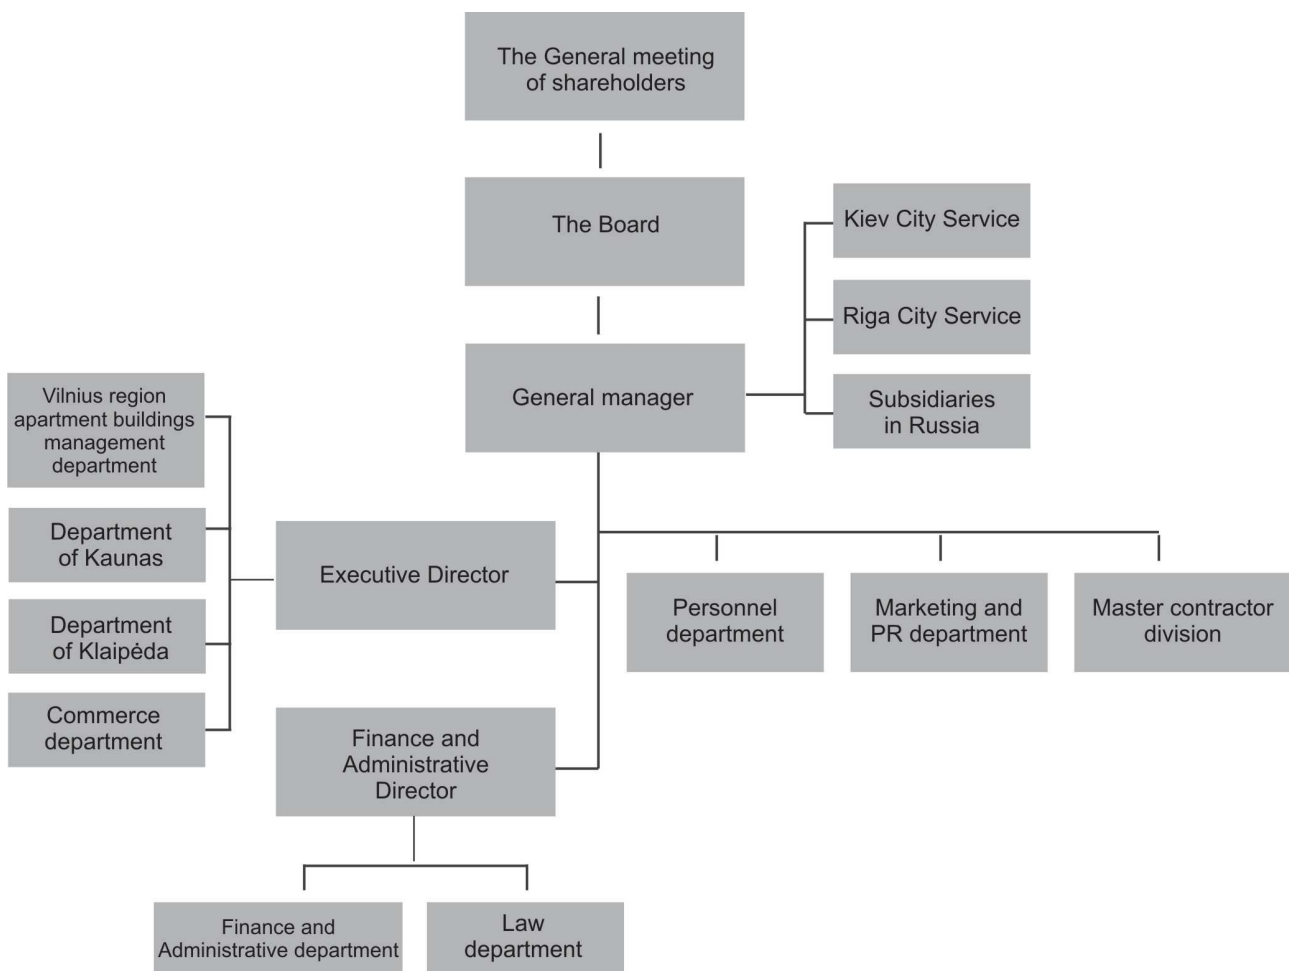 The General meeting
of shareholders
The Board
Kiev City Service
Riga City Service
General manager
Subsidiaries
in Russia
Vilnius region
apartment buildings
management
department
Department
of Kaunas
Executive Director
Department
of Klaipėda
Commerce
department
Personnel
department
Marketing and
PR department
Master contractor
division
Finance and
Administrative
Director
Finance and
Administrative department
Law
department